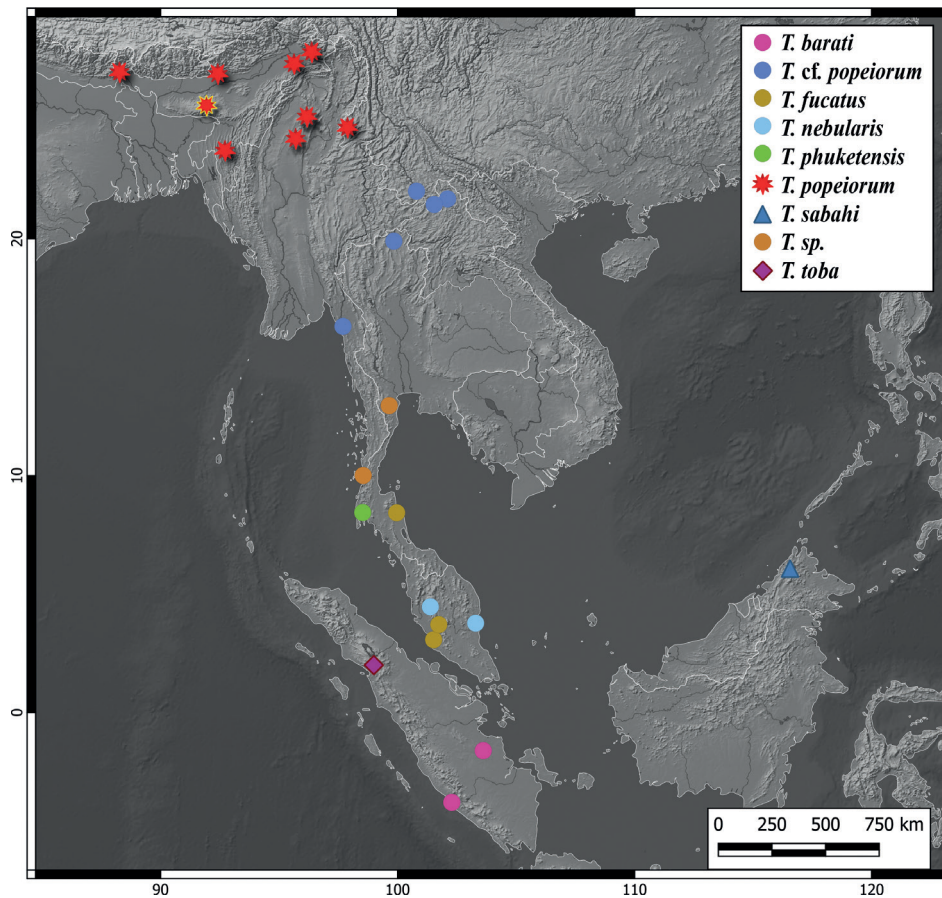 T. barati
T. cf. popeiorum
T. fucatus
T. nebularis
T. phuketensis
T. popeiorum
T. sabahi
T. sp.
T. toba
20
10
0
0 250 500 750 km
90 100 110 120